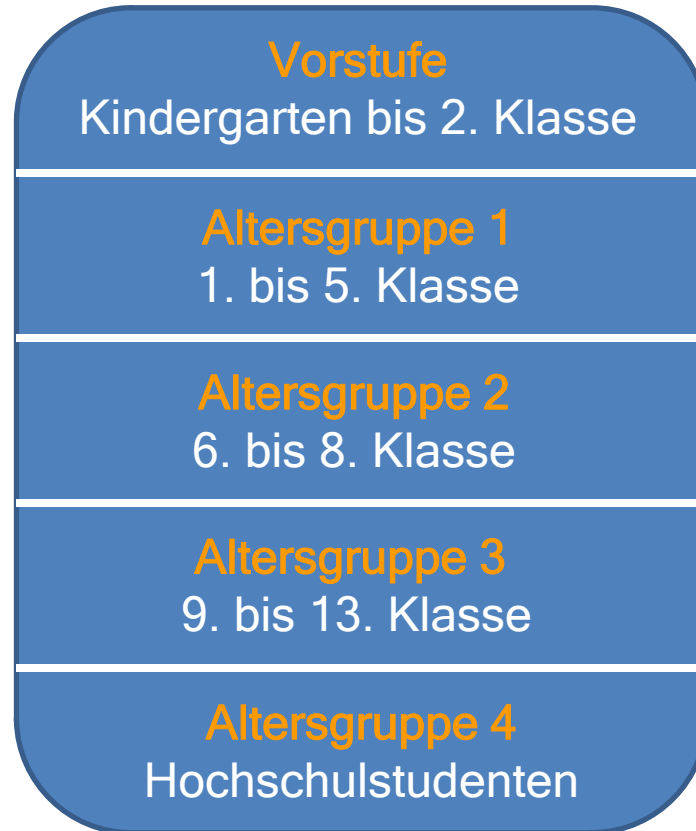 Vorstufe
Kindergarten bis 2. Klasse
Altersgruppe 1
1. bis 5. Klasse
Altersgruppe 2
6. bis 8. Klasse
Altersgruppe 3
9. bis 13. Klasse
Altersgruppe 4
Hochschulstudenten